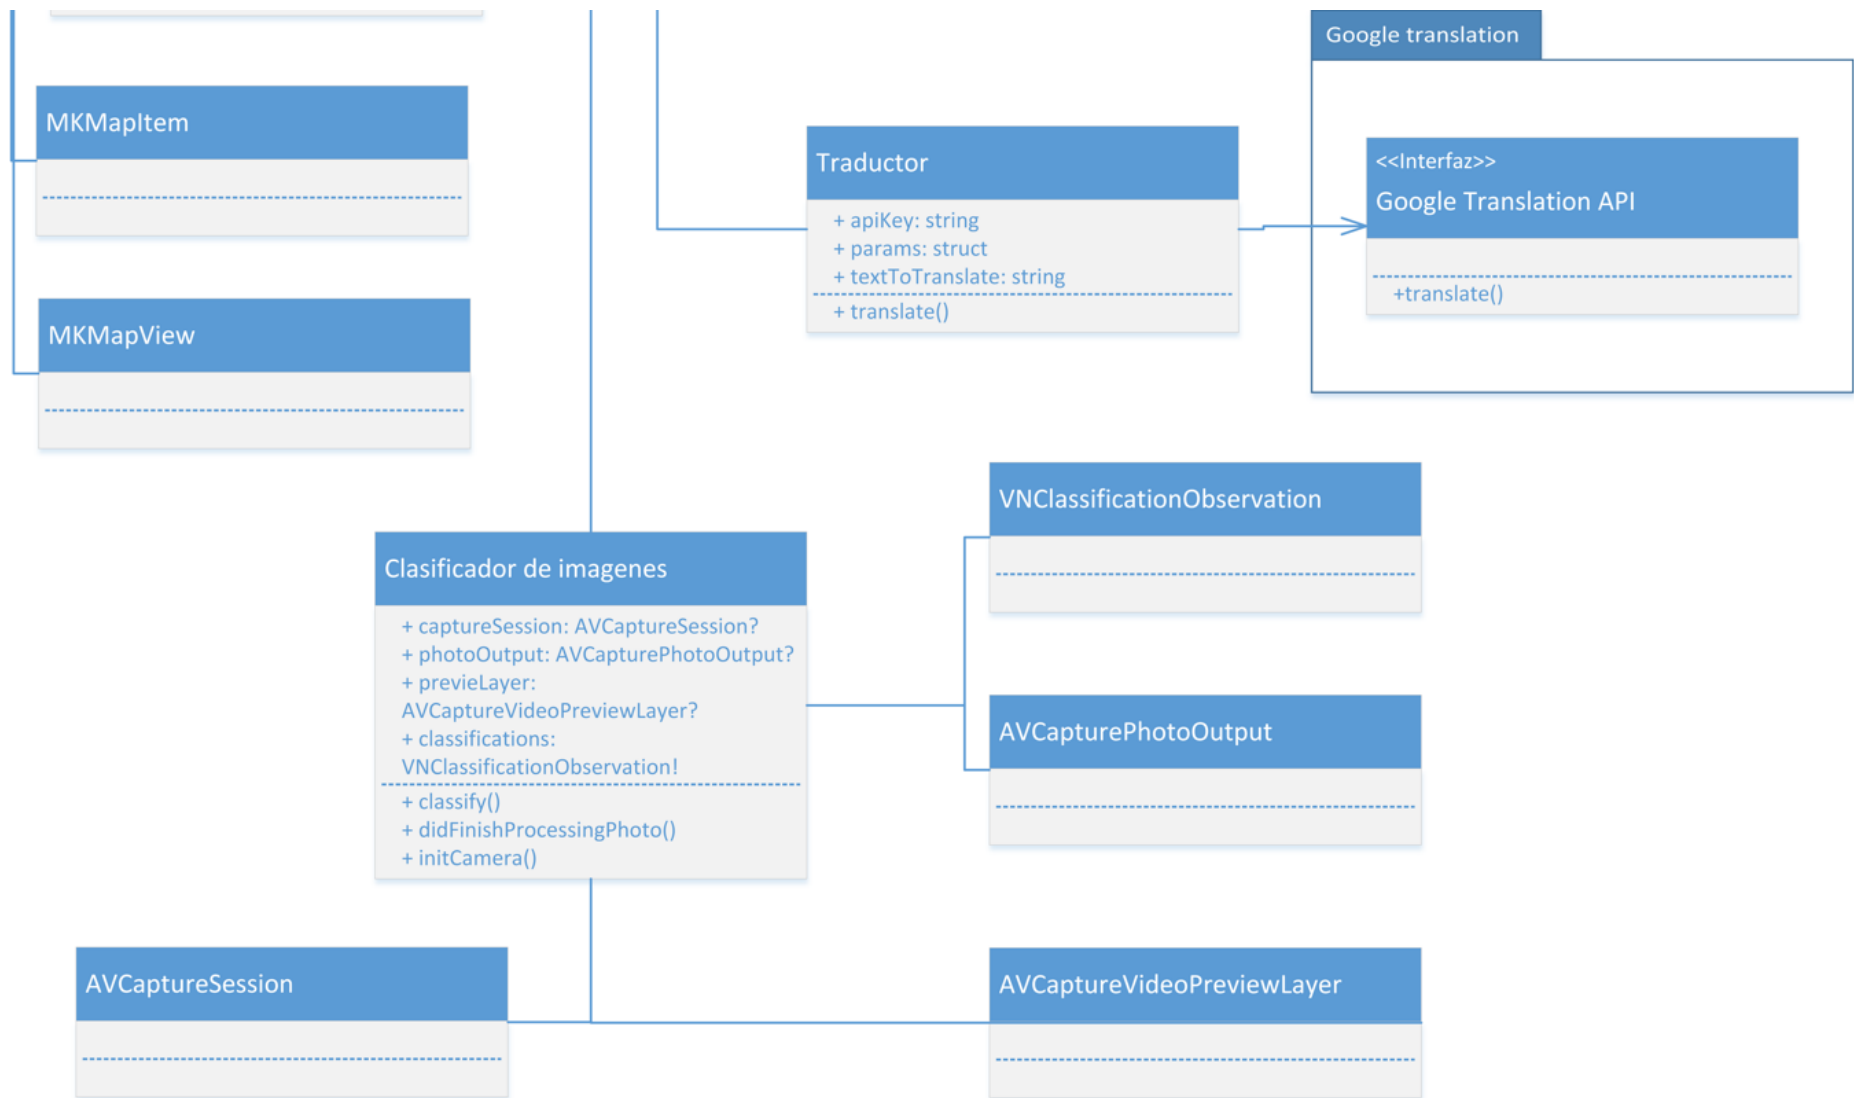 Google translation
MKMapItem
Traductor
+ apiKey: string
+ params: struct
+ textToTranslate: string
+ translate()
<<Interfaz>>
Google Translation API
+translate()
MKMapView
VNClassificationObservation
Clasificador de imagenes
+ captureSession: AVCaptureSession?
+ photoOutput: AVCapturePhotoOutput?
+ previeLayer:
AVCaptureVideoPreviewLayer?
+ classifications:
VNClassificationObservation!
+ classify()
+ didFinishProcessingPhoto()
+ initCamera()
AVCapturePhotoOutput
AVCaptureSession
AVCaptureVideoPreviewLayer